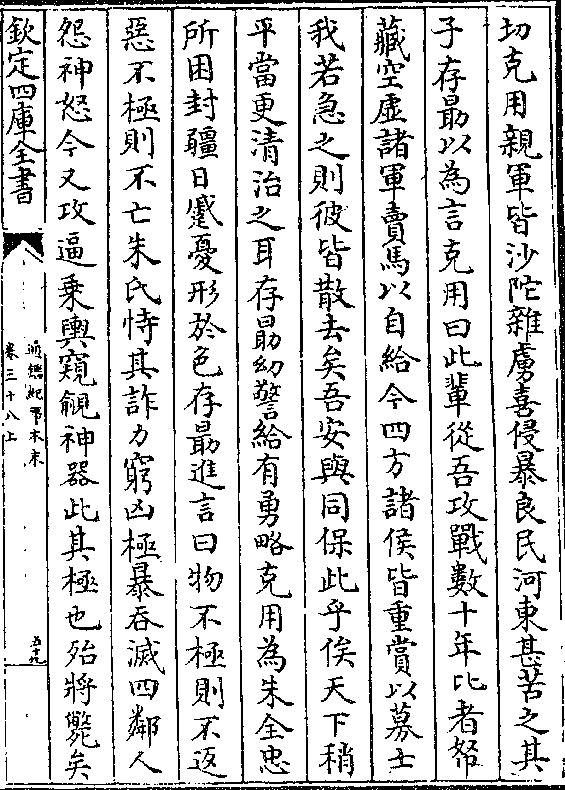 切克用親軍皆沙陀雜虜喜侵暴良民河東甚苦之其
子存勗以為言克用曰此輩從吾攻戰數十年比者帑
藏空虛諸軍賣馬以自給今四方諸侯皆重賞以募士
我若急之則彼皆散去矣吾安與同保此乎俟天下稍
平當更清治之耳存勗幼警給有勇略克用為朱全忠
所困封疆日蹙憂形於色存勗進言曰物不極則不返
惡不極則不亡朱氏恃其詐力窮凶極暴吞滅四鄰人
怨神怒今又攻逼乗輿窺覦神器此其極也殆將斃矣
欽定四庫全書
通鑑紀事本末
卷三十八上
五十九